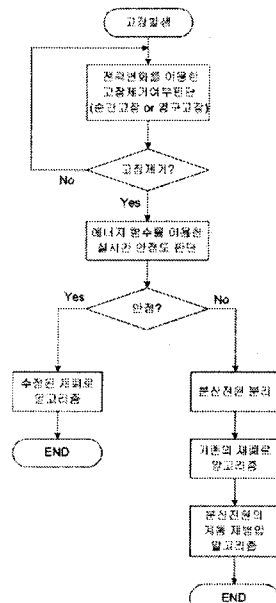 고장발생
전력변화를 이용한
고장제거여부판단
(순간고장 or 영구고장)
고장제거?
No
Yes
에너지 함수를 이용한
실시간 안정도 판단
Yes
안정?
No
수정된 재폐로
알고리즘
분산전원 분리
END
기존의 재폐로
알고리즘
분산전원의
계통 재병입
알고리즘
END